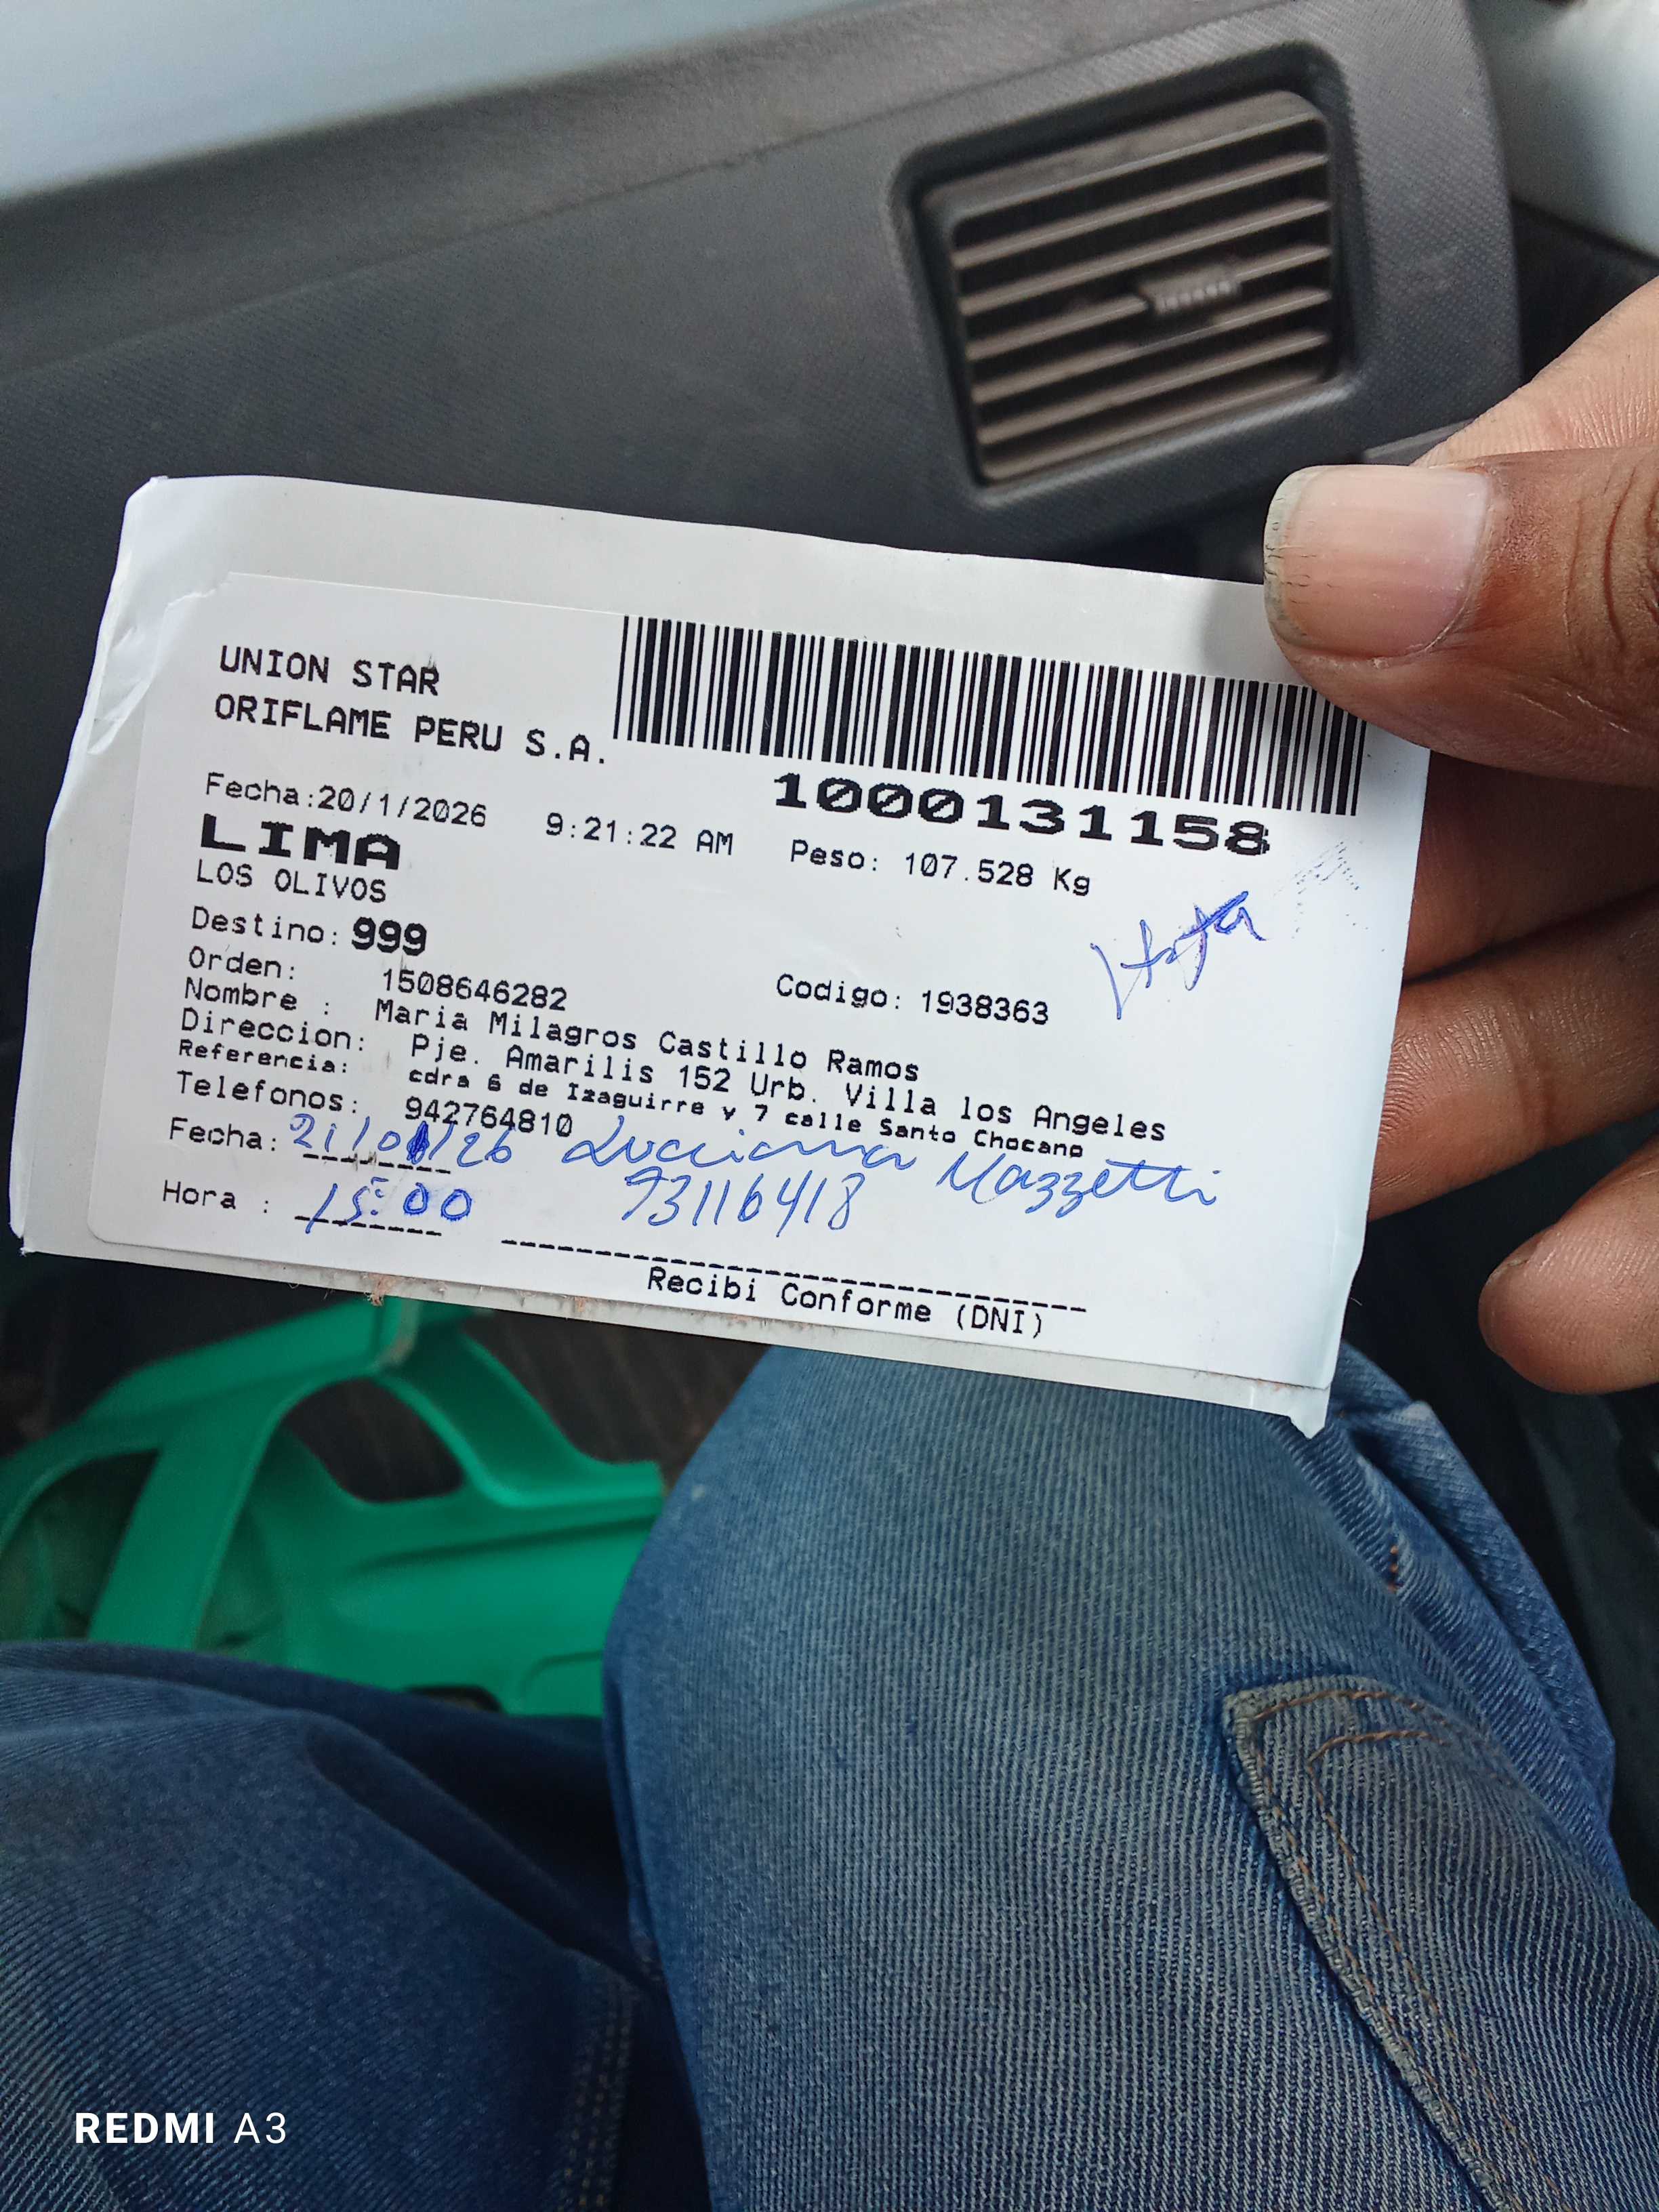 UNION STAR
ORIFLAME PERU S.A.
1000131158
Fecha:20/1/2026 9:21:22 AM Peso: 107.528 Kg
LIMA
LOS OLIVOS
Destino: 999
Orden: 1508646282 Codigo: 1938363
Nombre : Maria Milagros Castillo Ramos
Direccion: Pje. Amarilis 152 Urb. Villa los Angeles
Referencia: cdra 6 de Izaguirre y 7 calle Santo Chocano
Telefonos: 942764810
Fecha: 21/01/26 Lucciana Mazzetti
Hora : 15:00 73116418
Recibi Conforme (DNI)
REDMI A3